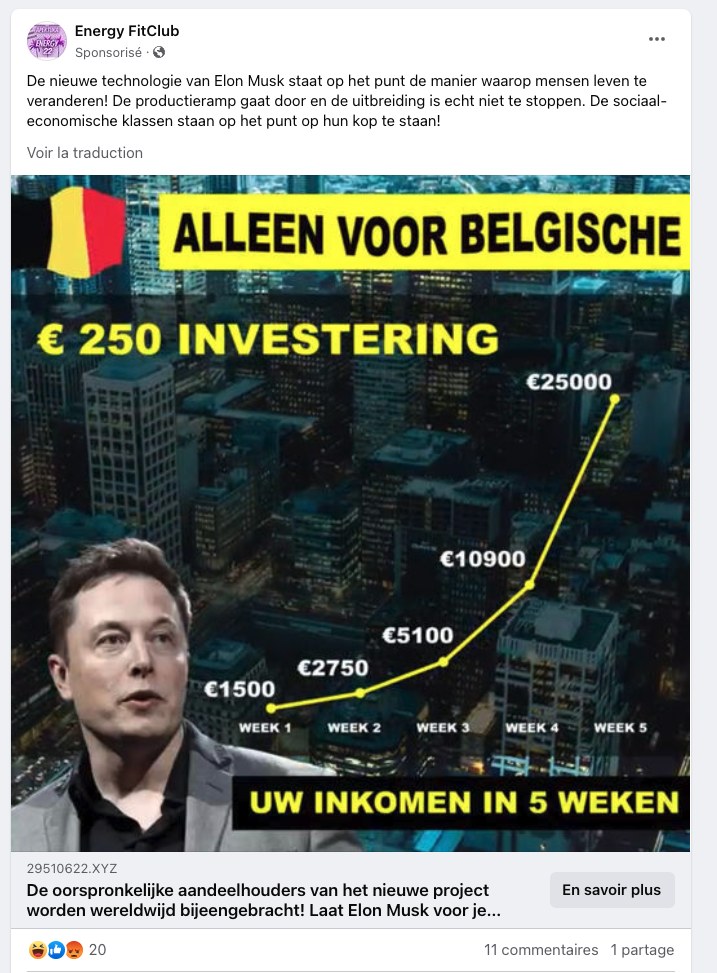 Energy FitClub
Sponsorisé ·
De nieuwe technologie van Elon Musk staat op het punt de manier waarop mensen leven te
veranderen! De productieramp gaat door en de uitbreiding is echt niet te stoppen. De sociaal-
economische klassen staan op het punt op hun kop te staan!
Voir la traduction
ALLEEN VOOR BELGISCHE
€ 250 INVESTERING
€25000
€10900
€5100
€2750
€1500
WEEK 1 WEEK 2 WEEK 3 WEEK 4 WEEK 5
UW INKOMEN IN 5 WEKEN
29510622.XYZ
De oorspronkelijke aandeelhouders van het nieuwe project
worden wereldwijd bijeengebracht! Laat Elon Musk voor je...
En savoir plus
20
11 commentaires 1 partage